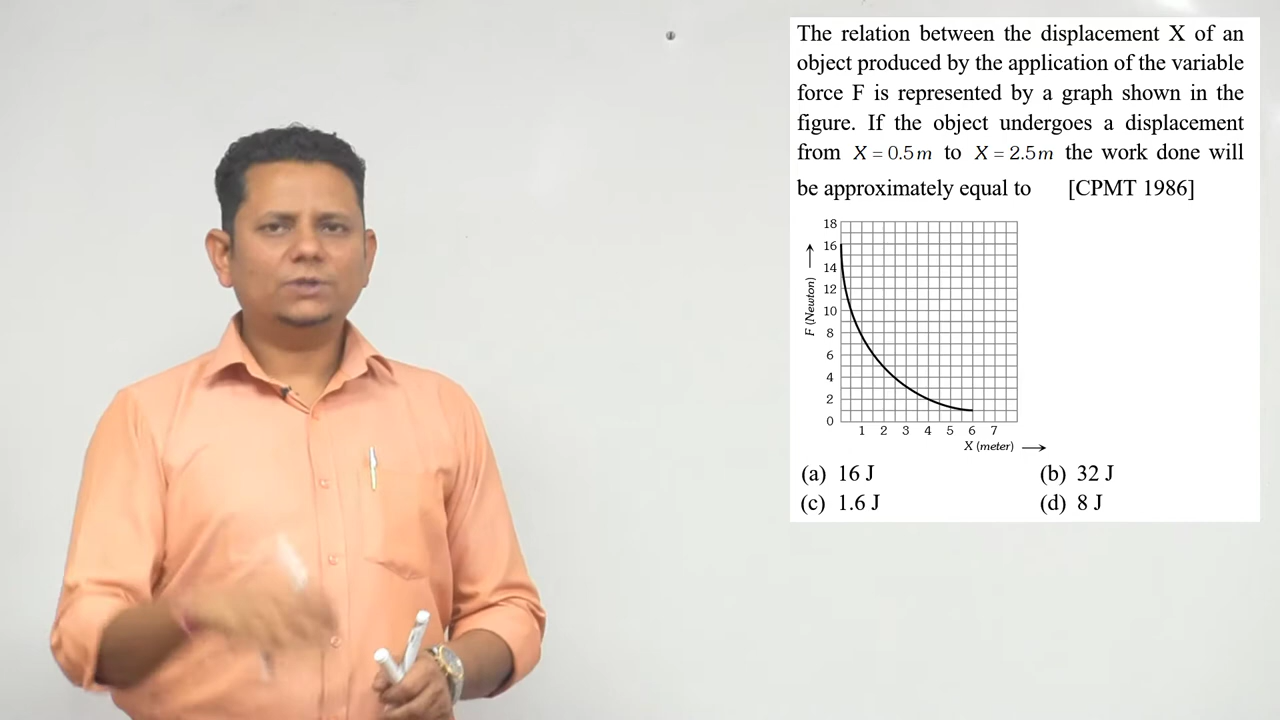 The relation between the displacement X of an
object produced by the application of the variable
force F is represented by a graph shown in the
figure. If the object undergoes a displacement
from X = 0.5 m to X = 2.5 m the work done will
be approximately equal to [CPMT 1986]
18
16
14
12
10
8
6
4
2
0
F (Newton)
1 2 3 4 5 6 7
X (meter)
(a) 16 J (b) 32 J
(c) 1.6 J (d) 8 J